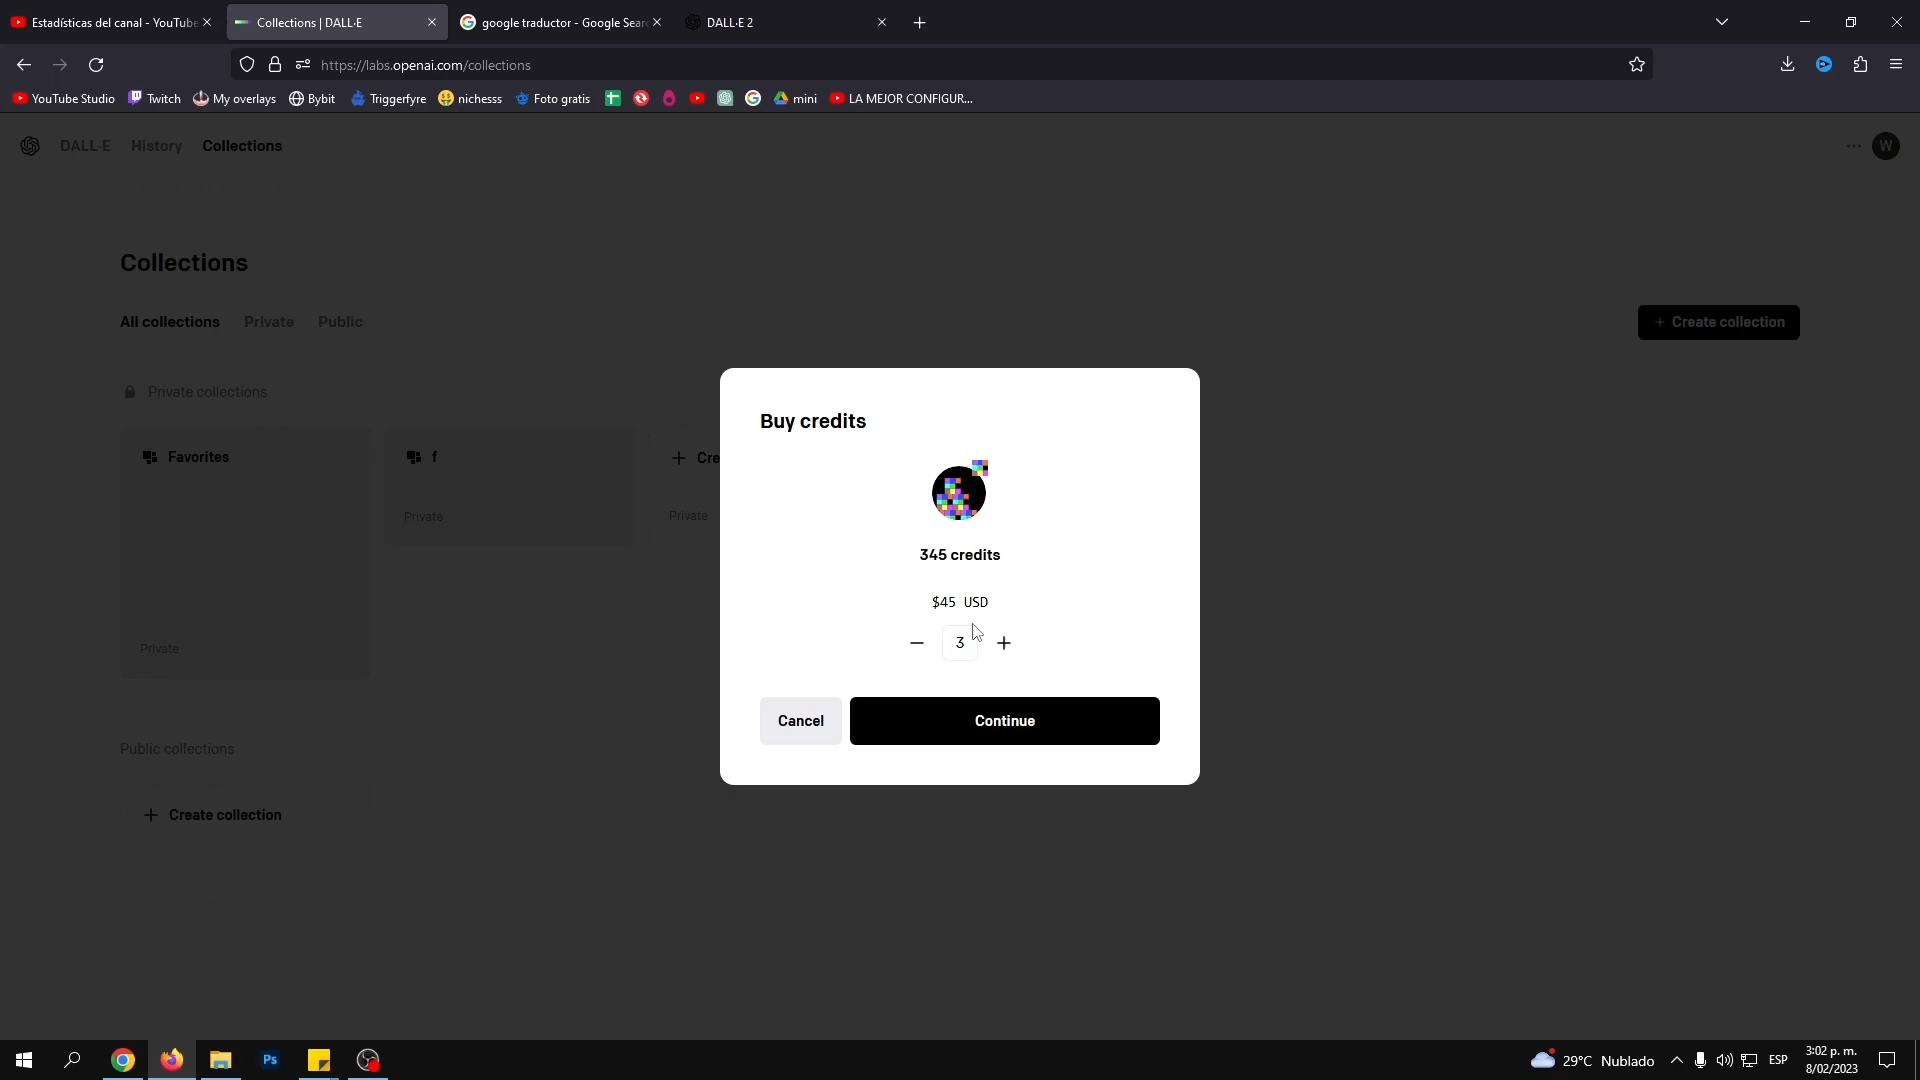 Estadísticas del canal - YouTube
Collections | DALL·E
google traductor - Google Sear
DALL·E 2
https://labs.openai.com/collections
YouTube Studio
Twitch
My overlays
Bybit
Triggerfyre
nichesss
Foto gratis
mini
LA MEJOR CONFIGUR...
DALL·E
History
Collections
W
Collections
All collections
Private
Public
+ Create collection
Private collections
Favorites
Private
f
Private
+ Cre
Private
Buy credits
345 credits
$45 USD
3
Cancel
Continue
Public collections
+ Create collection
Ps
29°C Nublado
ESP
3:02 p. m.
8/02/2023